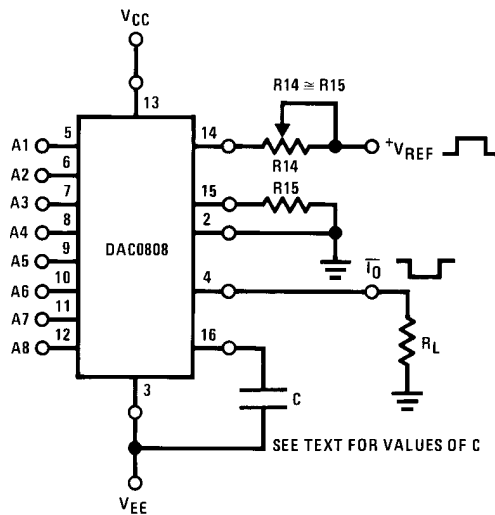 VCC
13
R14 ≅ R15
A1 5
14
R14
+VREF
A2 6
A3 7
15
R15
A4 8
2
DAC0808
A5 9
A6 10
4
I0
A7 11
A8 12
16
RL
C
3
SEE TEXT FOR VALUES OF C
VEE